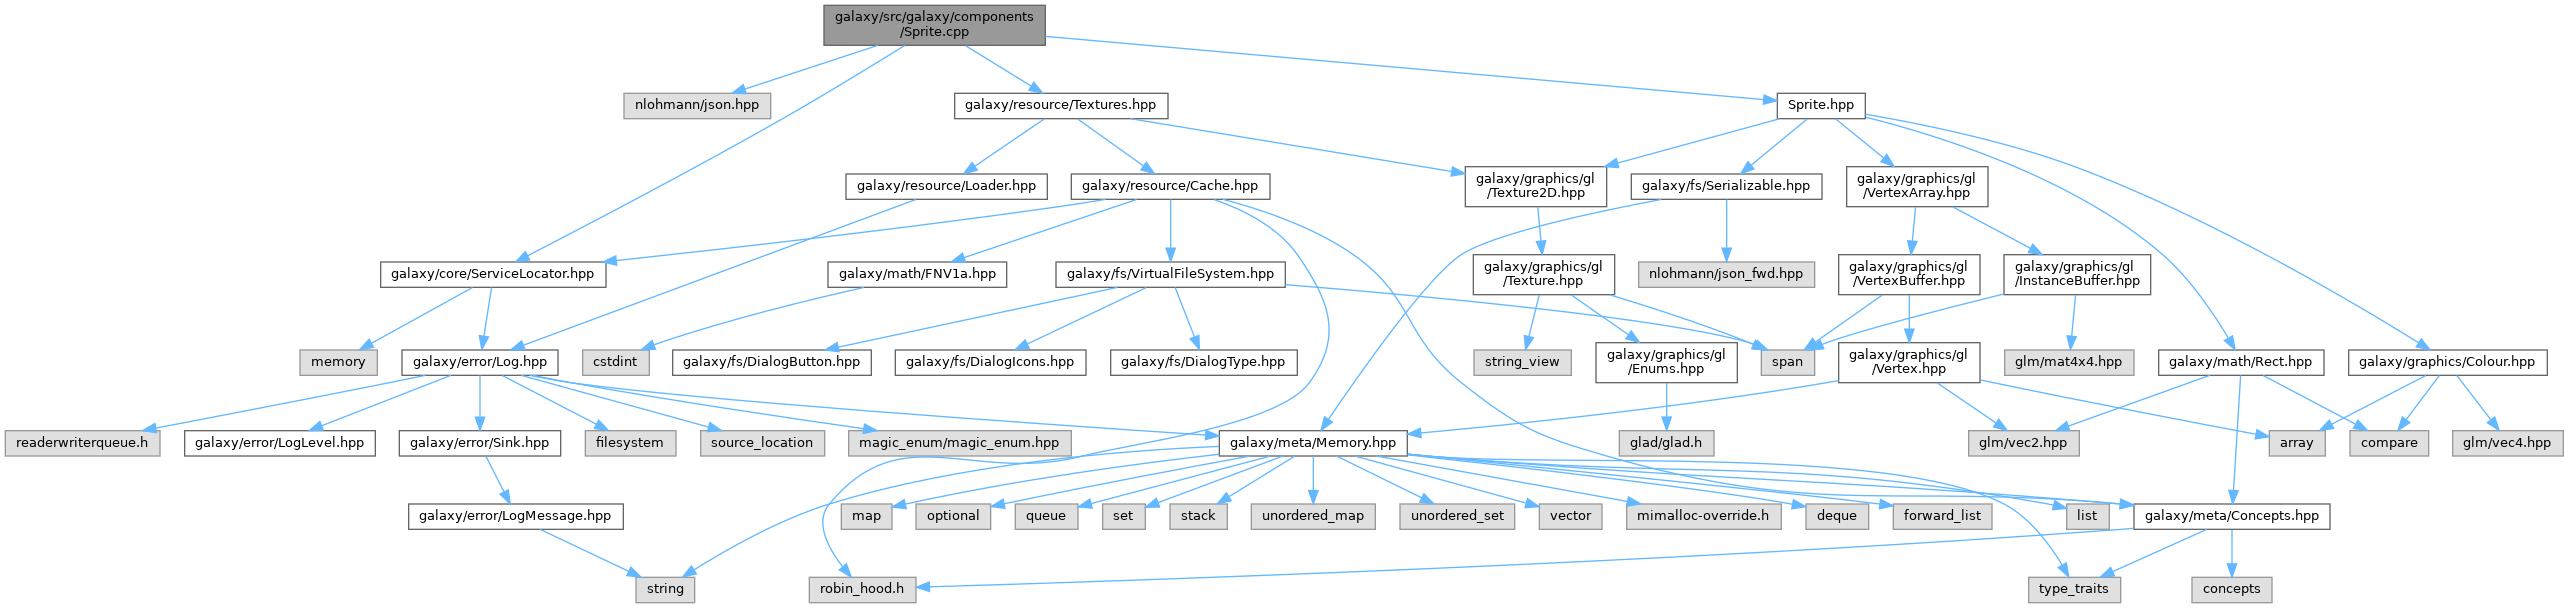 galaxy/src/galaxy/components
/Sprite.cpp
nlohmann/json.hpp
galaxy/resource/Textures.hpp
Sprite.hpp
galaxy/resource/Loader.hpp
galaxy/resource/Cache.hpp
galaxy/graphics/gl
/Texture2D.hpp
galaxy/fs/Serializable.hpp
galaxy/graphics/gl
/VertexArray.hpp
galaxy/core/ServiceLocator.hpp
galaxy/math/FNV1a.hpp
galaxy/fs/VirtualFileSystem.hpp
galaxy/graphics/gl
/Texture.hpp
nlohmann/json_fwd.hpp
galaxy/graphics/gl
/VertexBuffer.hpp
galaxy/graphics/gl
/InstanceBuffer.hpp
memory
galaxy/error/Log.hpp
cstdint
galaxy/fs/DialogButton.hpp
galaxy/fs/DialogIcons.hpp
galaxy/fs/DialogType.hpp
string_view
galaxy/graphics/gl
/Enums.hpp
span
galaxy/graphics/gl
/Vertex.hpp
glm/mat4x4.hpp
galaxy/math/Rect.hpp
galaxy/graphics/Colour.hpp
readerwriterqueue.h
galaxy/error/LogLevel.hpp
galaxy/error/Sink.hpp
filesystem
source_location
magic_enum/magic_enum.hpp
galaxy/meta/Memory.hpp
glad/glad.h
glm/vec2.hpp
array
compare
glm/vec4.hpp
galaxy/error/LogMessage.hpp
map
optional
queue
set
stack
unordered_map
unordered_set
vector
mimalloc-override.h
deque
forward_list
list
galaxy/meta/Concepts.hpp
string
robin_hood.h
type_traits
concepts